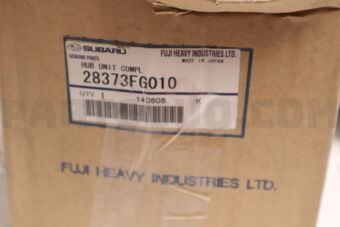 SUBARU
FUJI HEAVY INDUSTRIES LTD.
GENUINE PARTS
MADE IN JAPAN
HUB UNIT COMPL
28373FG010
QTY 1
140808 K
FUJI HEAVY INDUSTRIES LTD.